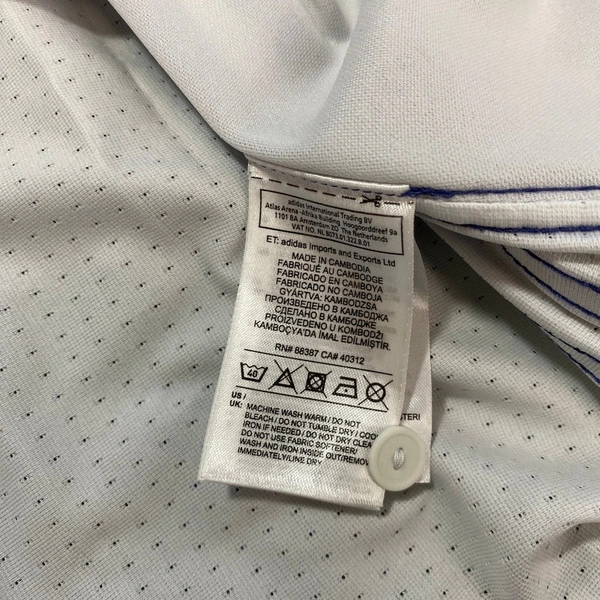 adidas International Trading BV
Atlas Arena -Afrika Building Hoogoorddreef 9a
1101 BA Amsterdam ZO The Netherlands
VAT NO. NL 8073.01.322.B.01
ET: adidas Imports and Exports Ltd
MADE IN CAMBODIA
FABRIQUÉ AU CAMBODGE
FABRICADO EN CAMBOYA
FABRICADO NO CAMBOJA
GYÁRTVA: KAMBODZSA
ПРОИЗВЕДЕНО В КАМБОДЖА
СДЕЛАНО В КАМБОДЖЕ
PROIZVEDENO U KOMBODŽI
KAMBOÇYA'DA İMAL EDİLMİŞTİR.
RN# 88387 CA# 40312
40
US /
UK: MACHINE WASH WARM / DO NOT
BLEACH / DO NOT TUMBLE DRY / COOL
IRON IF NEEDED / DO NOT DRY CLEAN
DO NOT USE FABRIC SOFTENER/
WASH AND IRON INSIDE OUT/REMOV
IMMEDIATELY/LINE DRY
STERI